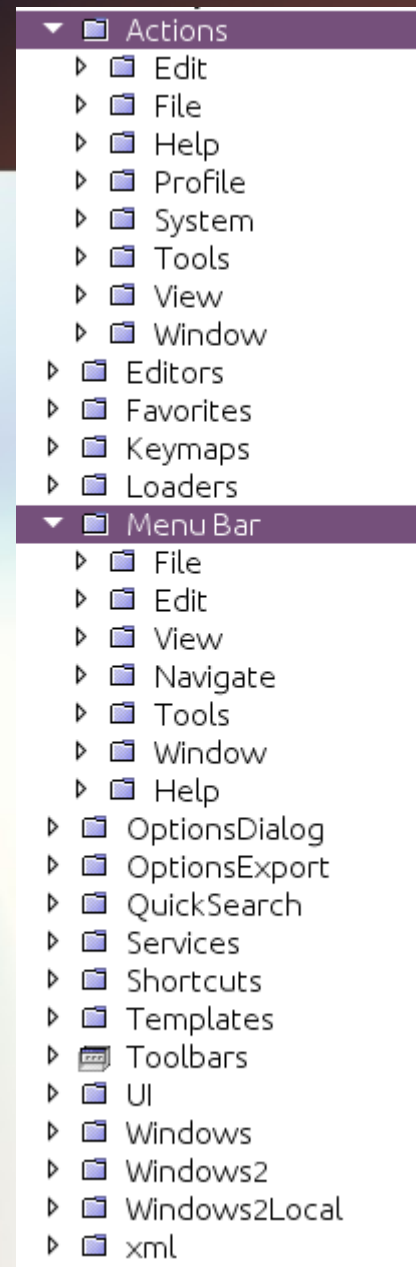 Actions
Edit
File
Help
Profile
System
Tools
View
Window
Editors
Favorites
Keymaps
Loaders
Menu Bar
File
Edit
View
Navigate
Tools
Window
Help
OptionsDialog
OptionsExport
QuickSearch
Services
Shortcuts
Templates
Toolbars
UI
Windows
Windows2
Windows2Local
xml